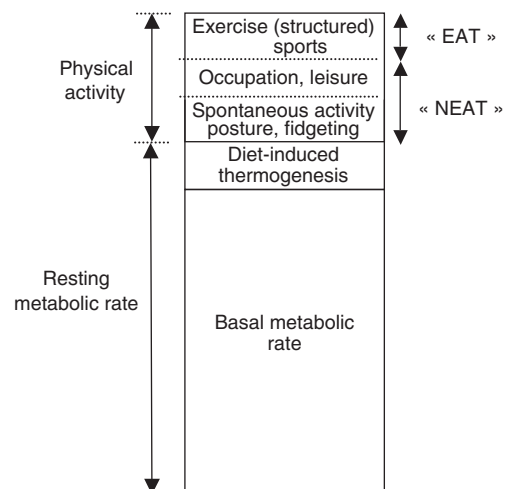 Exercise (structured)
sports
« EAT »
Physical
activity
Occupation, leisure
Spontaneous activity
posture, fidgeting
« NEAT »
Diet-induced
thermogenesis
Resting
metabolic rate
Basal metabolic
rate